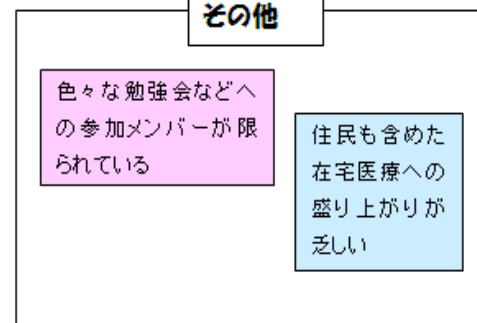 その他
色々な勉強会などへ
の参加メンバーが限
られている
住民も含めた
在宅医療への
盛り上がりが
乏しい